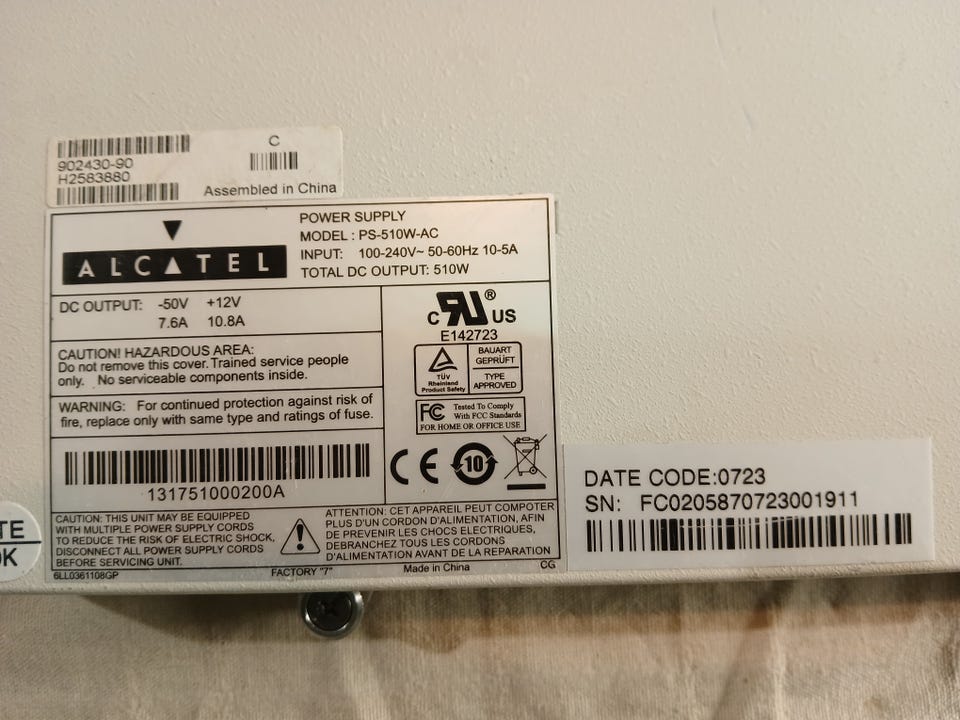 902430-90
H2583880
C
Assembled in China
ALCATEL
POWER SUPPLY
MODEL : PS-510W-AC
INPUT: 100-240V~ 50-60Hz 10-5A
TOTAL DC OUTPUT: 510W
DC OUTPUT: -50V +12V
7.6A 10.8A
CAUTION! HAZARDOUS AREA:
Do not remove this cover. Trained service people
only. No serviceable components inside.
WARNING: For continued protection against risk of
fire, replace only with same type and ratings of fuse.
131751000200A
C RU ® US
E142723
TÜV
Rheinland
Product Safety
BAUART
GEPRÜFT
TYPE
APPROVED
FC Tested To Comply
With FCC Standards
FOR HOME OR OFFICE USE
CE 10
CAUTION: THIS UNIT MAY BE EQUIPPED
WITH MULTIPLE POWER SUPPLY CORDS
TO REDUCE THE RISK OF ELECTRIC SHOCK,
DISCONNECT ALL POWER SUPPLY CORDS
BEFORE SERVICING UNIT.
ATTENTION: CET APPAREIL PEUT COMPOTER
PLUS D'UN CORDON D'ALIMENTATION, AFIN
DE PREVENIR LES CHOCS ELECTRIQUES,
DEBRANCHEZ TOUS LES CORDONS
D'ALIMENTATION AVANT DE LA REPARATION
6LL0361108GP
FACTORY "7"
Made in China
CG
DATE CODE:0723
SN: FC0205870723001911
TE
OK